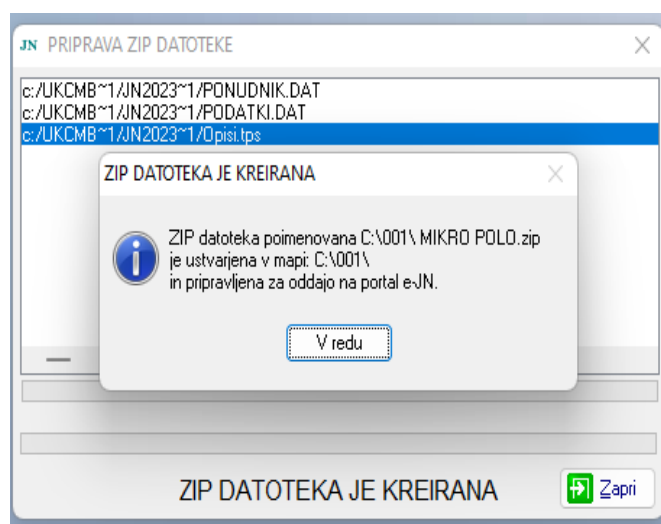 JN PRIPRAVA ZIP DATOTEKE
c:/UKCMB~1/JN2023~1/PONUDNIK.DAT
c:/UKCMB~1/JN2023~1/PODATKI.DAT
c:/UKCMB~1/JN2023~1/Opisi.tps
ZIP DATOTEKA JE KREIRANA
ZIP datoteka poimenovana C:\001\ MIKRO POLO.zip
je ustvarjena v mapi: C:\001\
in pripravljena za oddajo na portal e-JN.
V redu
ZIP DATOTEKA JE KREIRANA
Zapri